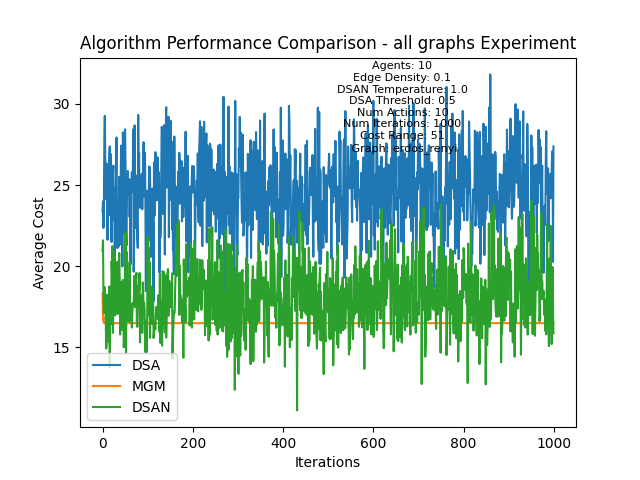 Algorithm Performance Comparison - all graphs Experiment
Agents: 10
Edge Density: 0.1
DSAN Temperature: 1.0
DSA Threshold: 0.5
Num Actions: 10
Num Iterations: 1000
Cost Range: 51
Graph: erdos_renyi
Average Cost
30
25
20
15
DSA
MGM
DSAN
0
200
400
600
800
1000
Iterations